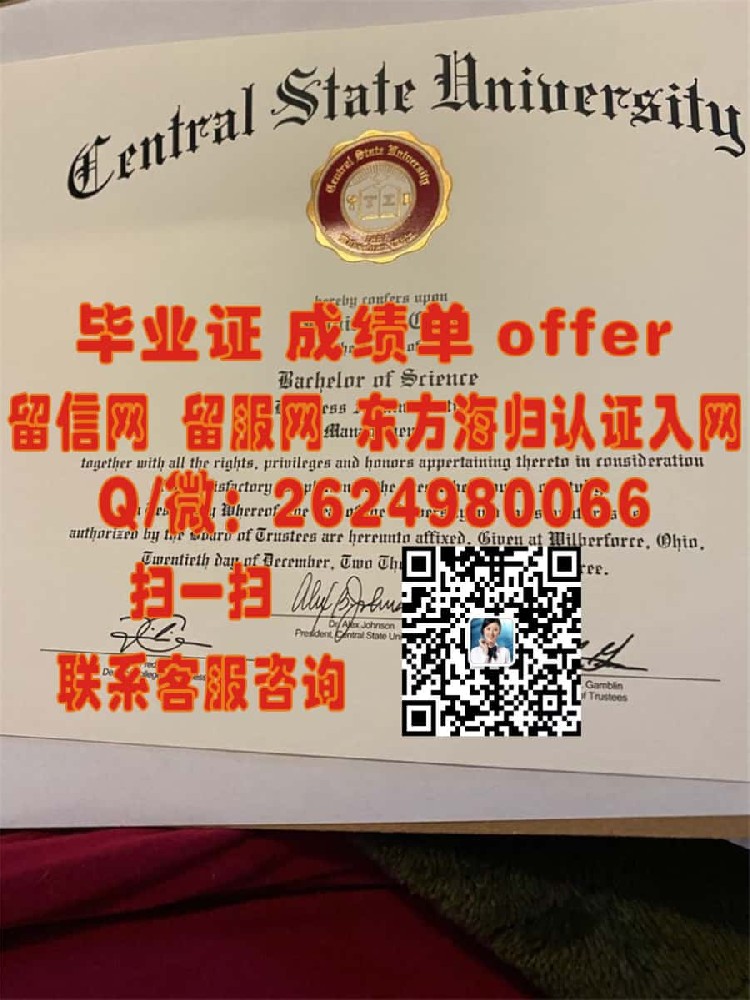 Central State University
Central State University
hereby confers upon
毕业证 成绩单 offer
Bachelor of Science
留信网 留服网 东方海归认证入网
together with all the rights, privileges and honors appertaining thereto in consideration
Q/微：2624980066
authorized by the Board of Trustees are hereunto affixed. Given at Wilberforce, Ohio,
Twentieth day of December, Two
扫一扫
Dr. Alex Johnson
President, Central State
联系客服咨询
Gamblin
Trustees